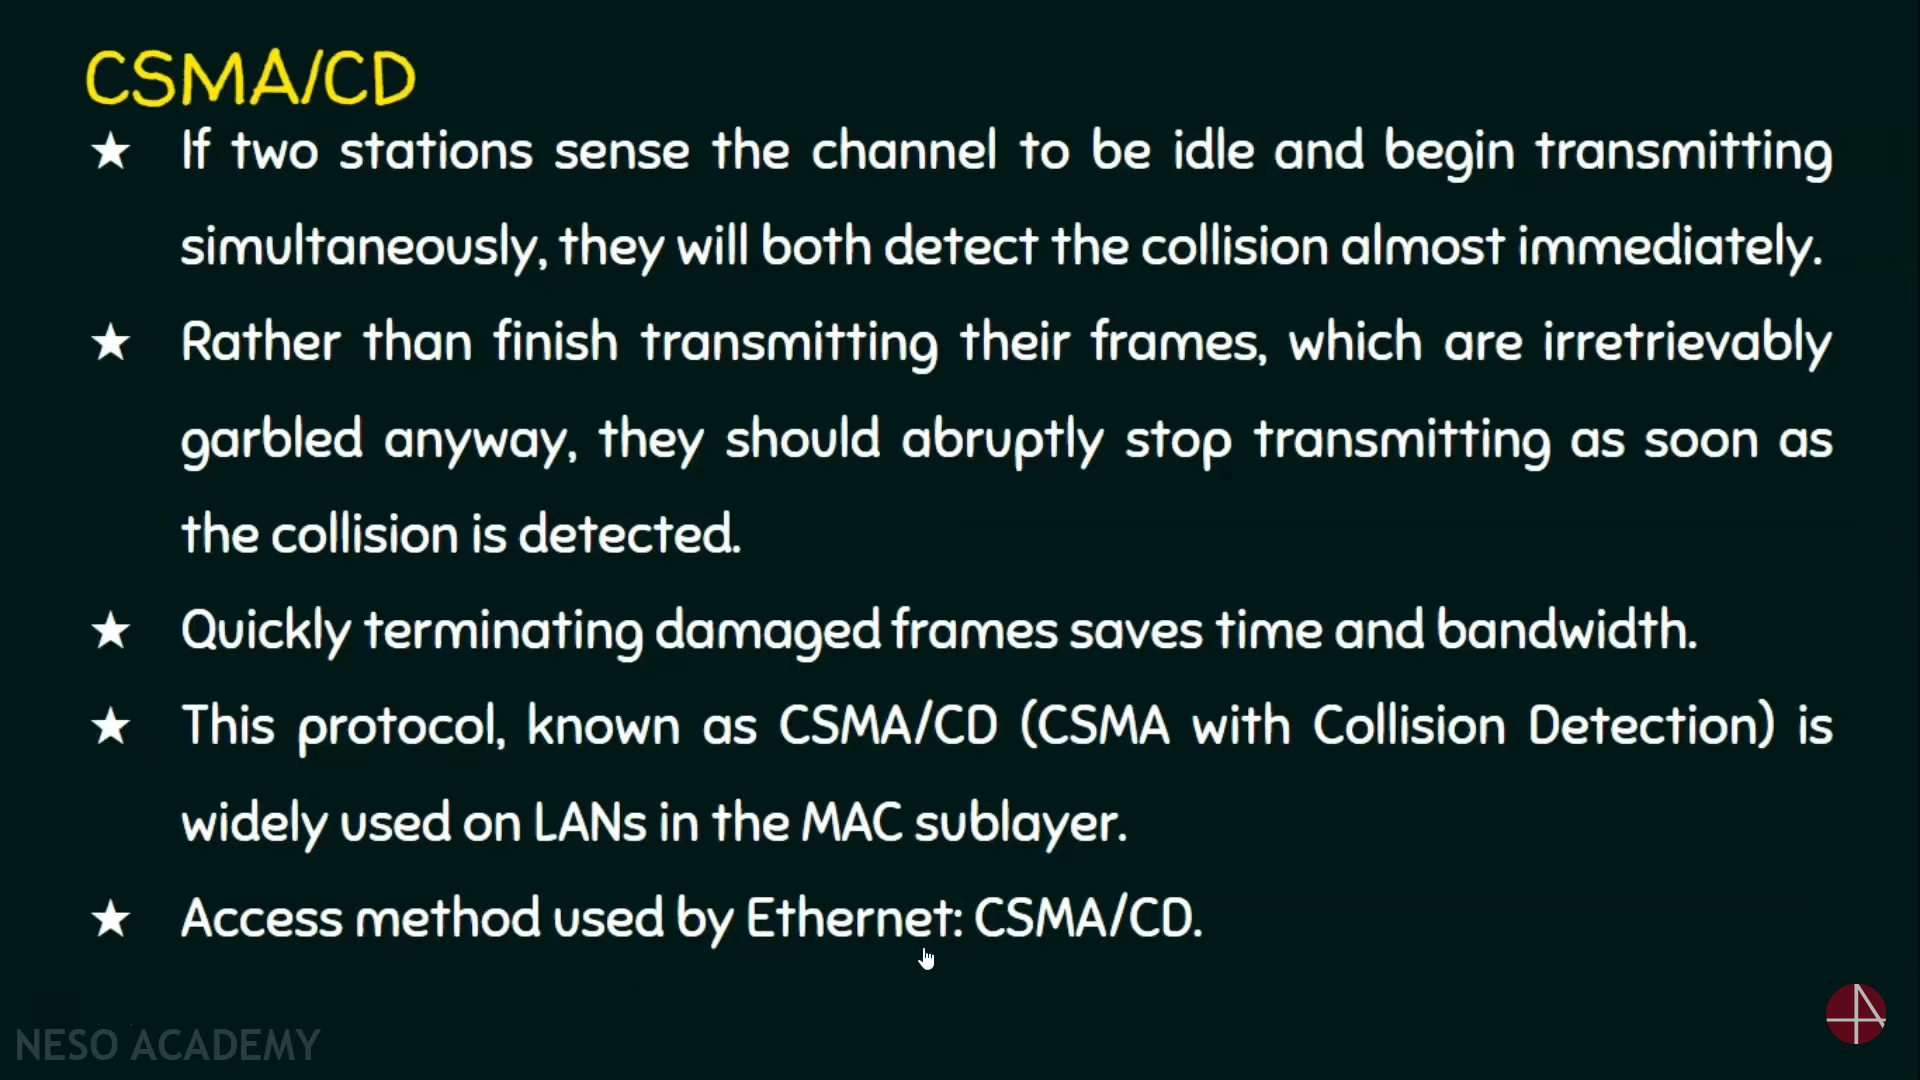 CSMA/CD
★ If two stations sense the channel to be idle and begin transmitting
simultaneously, they will both detect the collision almost immediately.
★ Rather than finish transmitting their frames, which are irretrievably
garbled anyway, they should abruptly stop transmitting as soon as
the collision is detected.
★ Quickly terminating damaged frames saves time and bandwidth.
★ This protocol, known as CSMA/CD (CSMA with Collision Detection) is
widely used on LANs in the MAC sublayer.
★ Access method used by Ethernet: CSMA/CD.
NESO ACADEMY